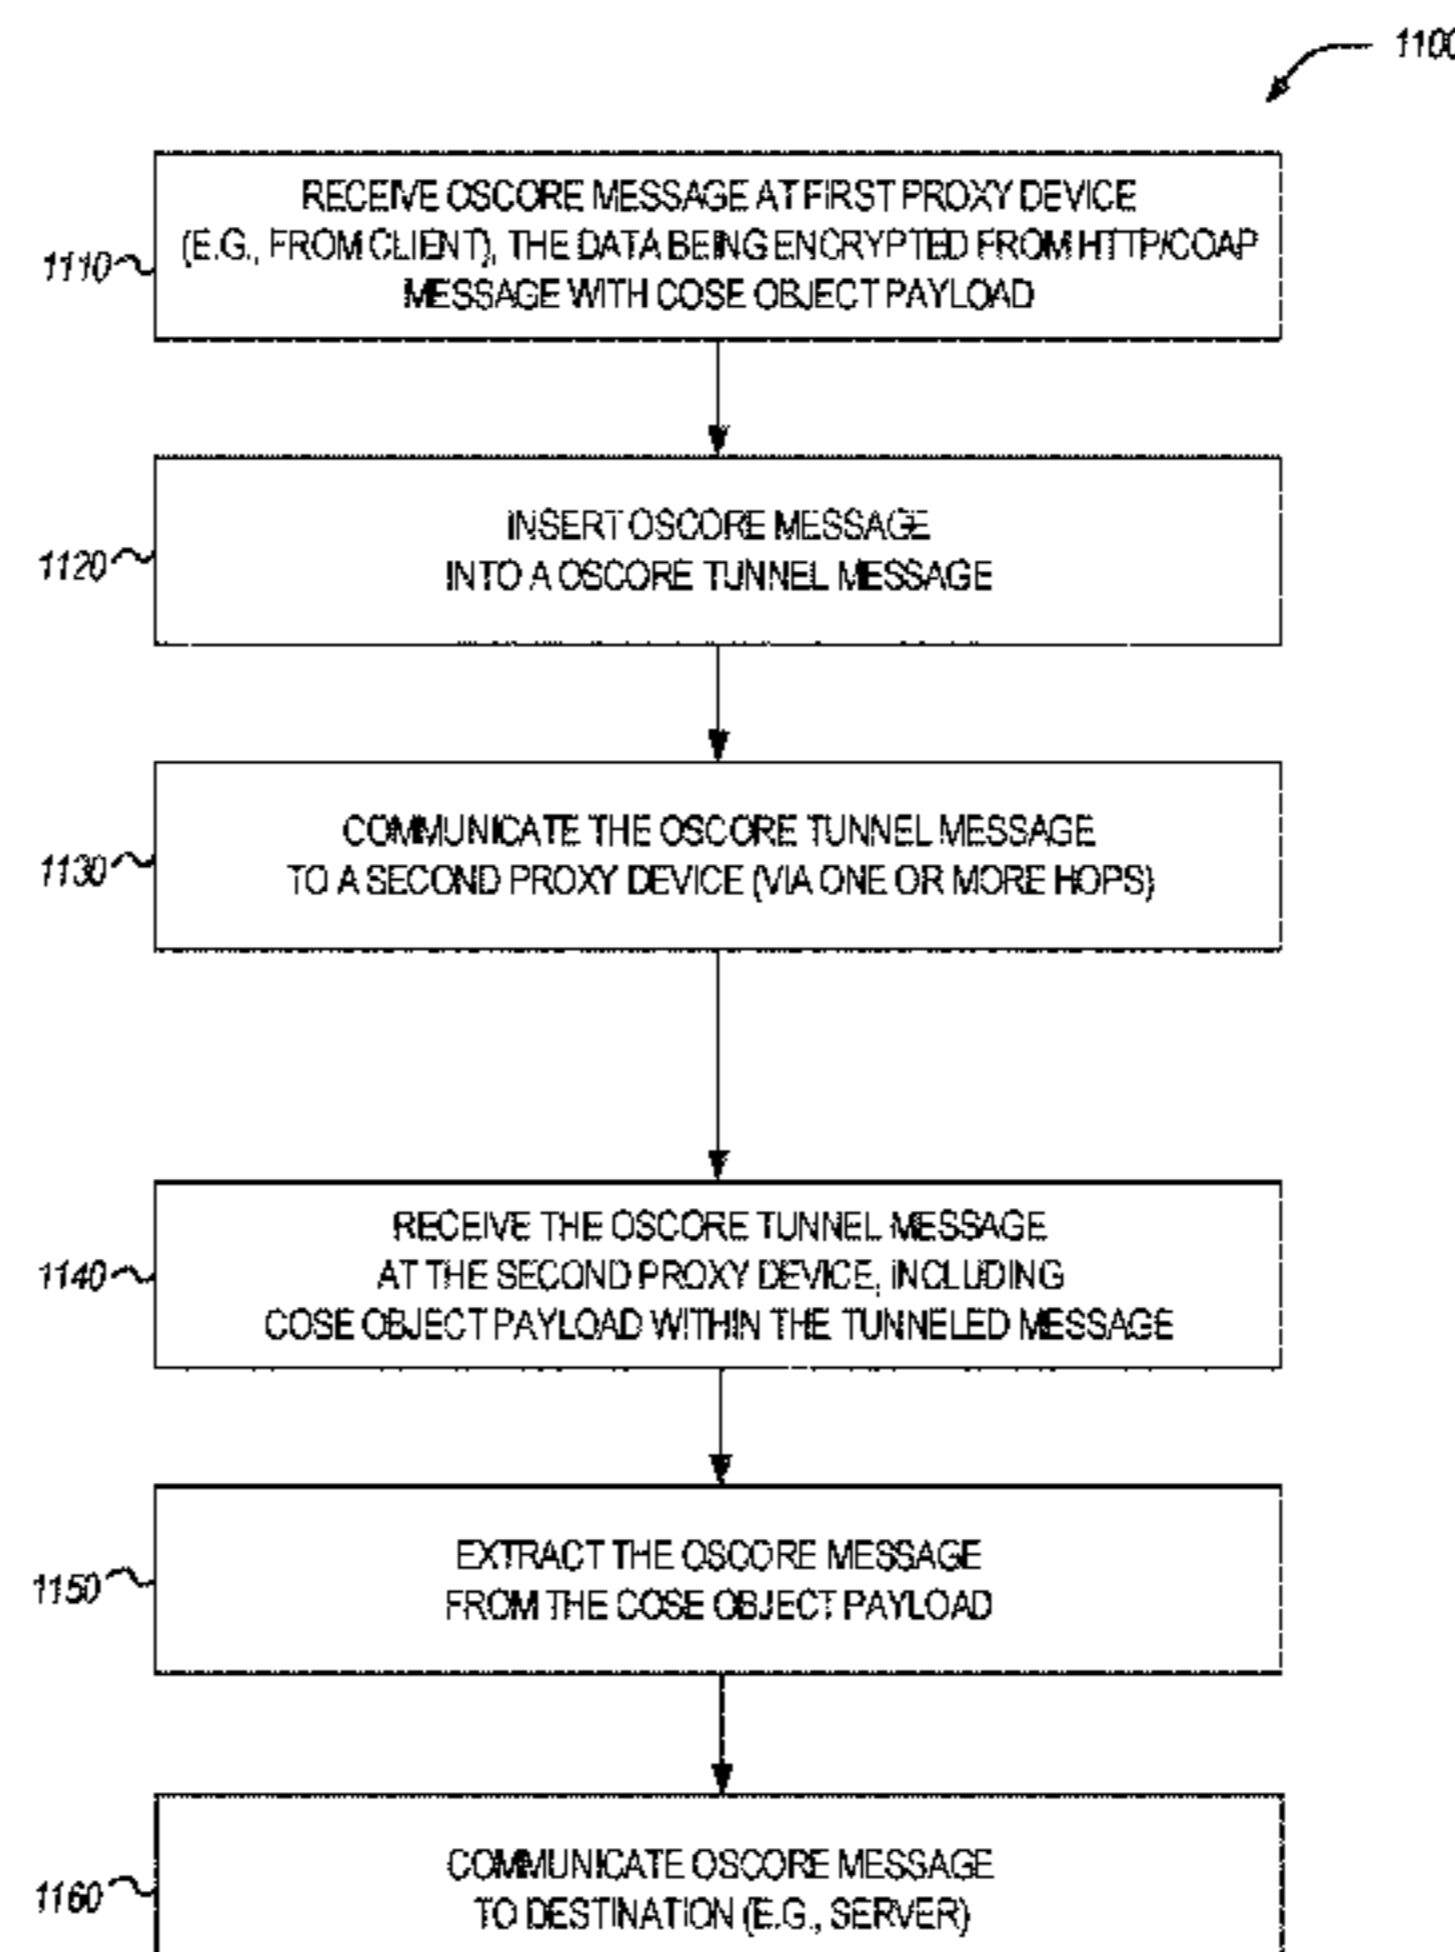 1100
RECEIVE OSCORE MESSAGE AT FIRST PROXY DEVICE
(E.G., FROM CLIENT), THE DATA BEING ENCRYPTED FROM HTTP/COAP
MESSAGE WITH COSE OBJECT PAYLOAD
1110
INSERT OSCORE MESSAGE
INTO A OSCORE TUNNEL MESSAGE
1120
COMMUNICATE THE OSCORE TUNNEL MESSAGE
TO A SECOND PROXY DEVICE (VIA ONE OR MORE HOPS)
1130
RECEIVE THE OSCORE TUNNEL MESSAGE
AT THE SECOND PROXY DEVICE, INCLUDING
COSE OBJECT PAYLOAD WITHIN THE TUNNELED MESSAGE
1140
EXTRACT THE OSCORE MESSAGE
FROM THE COSE OBJECT PAYLOAD
1150
COMMUNICATE OSCORE MESSAGE
TO DESTINATION (E.G., SERVER)
1160